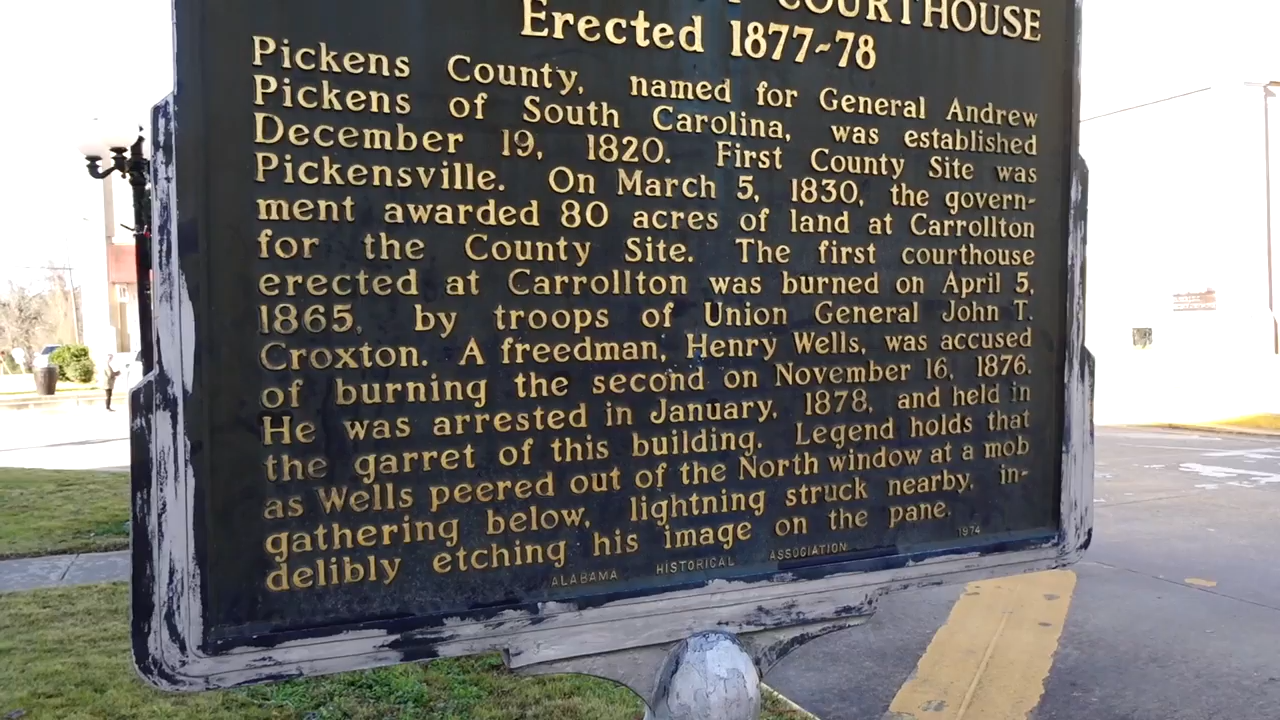 COURTHOUSE
Erected 1877-78
Pickens County, named for General Andrew
Pickens of South Carolina, was established
December 19, 1820. First County Site was
Pickensville. On March 5, 1830, the govern-
ment awarded 80 acres of land at Carrollton
for the County Site. The first courthouse
erected at Carrollton was burned on April 5,
1865, by troops of Union General John T.
Croxton. A freedman, Henry Wells, was accused
of burning the second on November 16, 1876.
He was arrested in January, 1878, and held in
the garret of this building. Legend holds that
as Wells peered out of the North window at a mob
gathering below, lightning struck nearby, in-
delibly etching his image on the pane.
ALABAMA HISTORICAL ASSOCIATION 1974